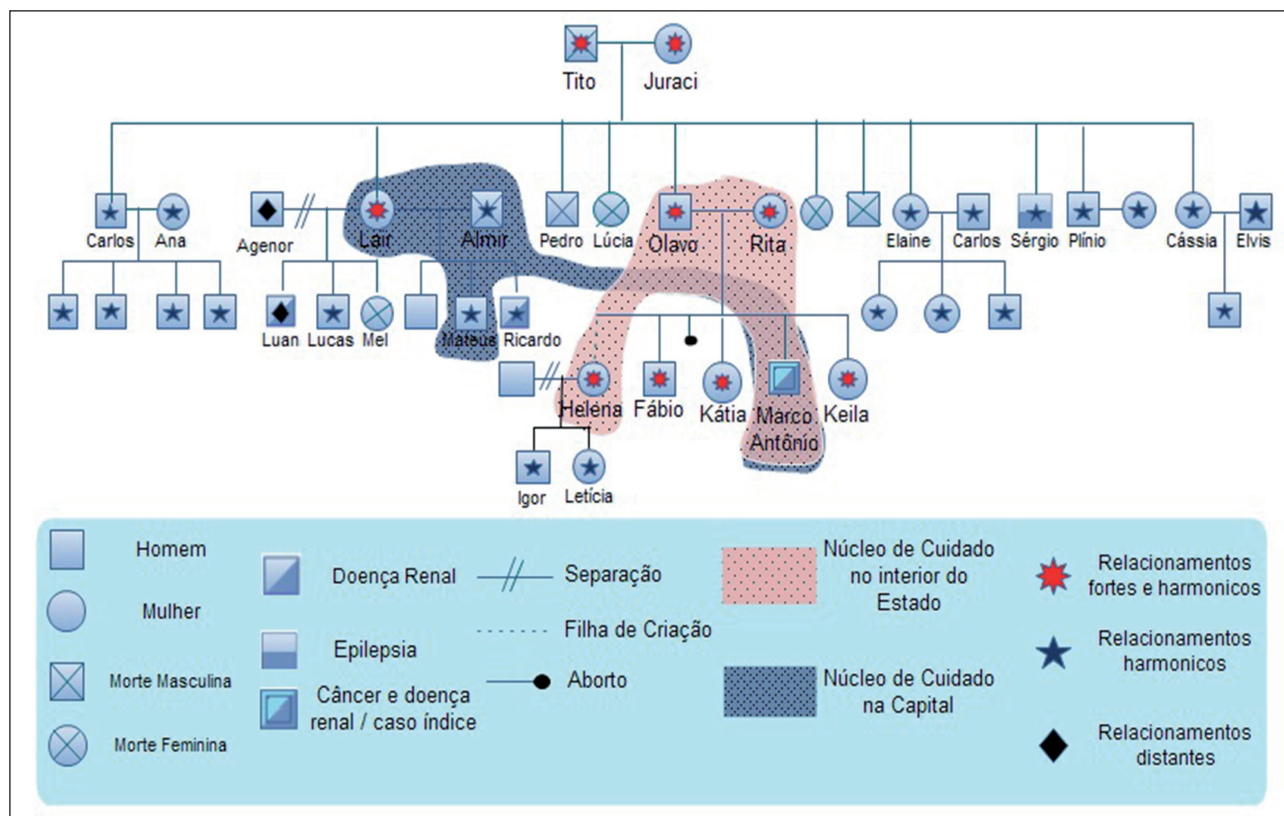 Tito Juraci
Carlos Ana Agenor Lair Almir Pedro Lúcia Olavo Rita Elaine Carlos Sérgio Plínio Cássia Elvis
Luan Lucas Mel Mateus Ricardo
Helena Fábio Kátia Marco Keila
Antônio
Igor Letícia
Homem
Mulher
Morte Masculina
Morte Feminina
Doença Renal
Epilepsia
Câncer e doença
renal / caso índice
Separação
Filha de Criação
Aborto
Núcleo de Cuidado
no interior do
Estado
Núcleo de Cuidado
na Capital
Relacionamentos
fortes e harmonicos
Relacionamentos
harmonicos
Relacionamentos
distantes